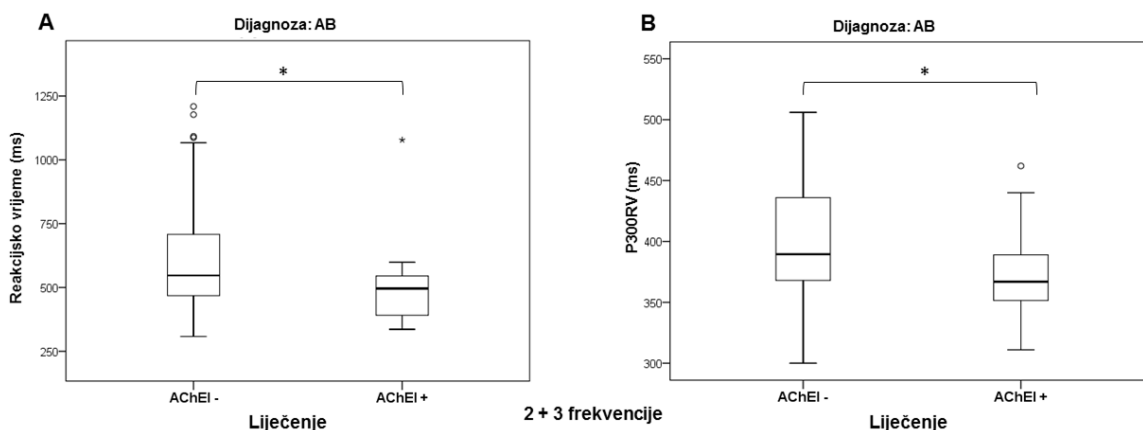 A
Dijagnoza: AB
*
*
Reakcijsko vrijeme (ms)
1250
1000
750
500
250
AChEI -
AChEI +
Liječenje
2 + 3 frekvencije
B
Dijagnoza: AB
*
P300RV (ms)
550
500
450
400
350
300
AChEI -
AChEI +
Liječenje